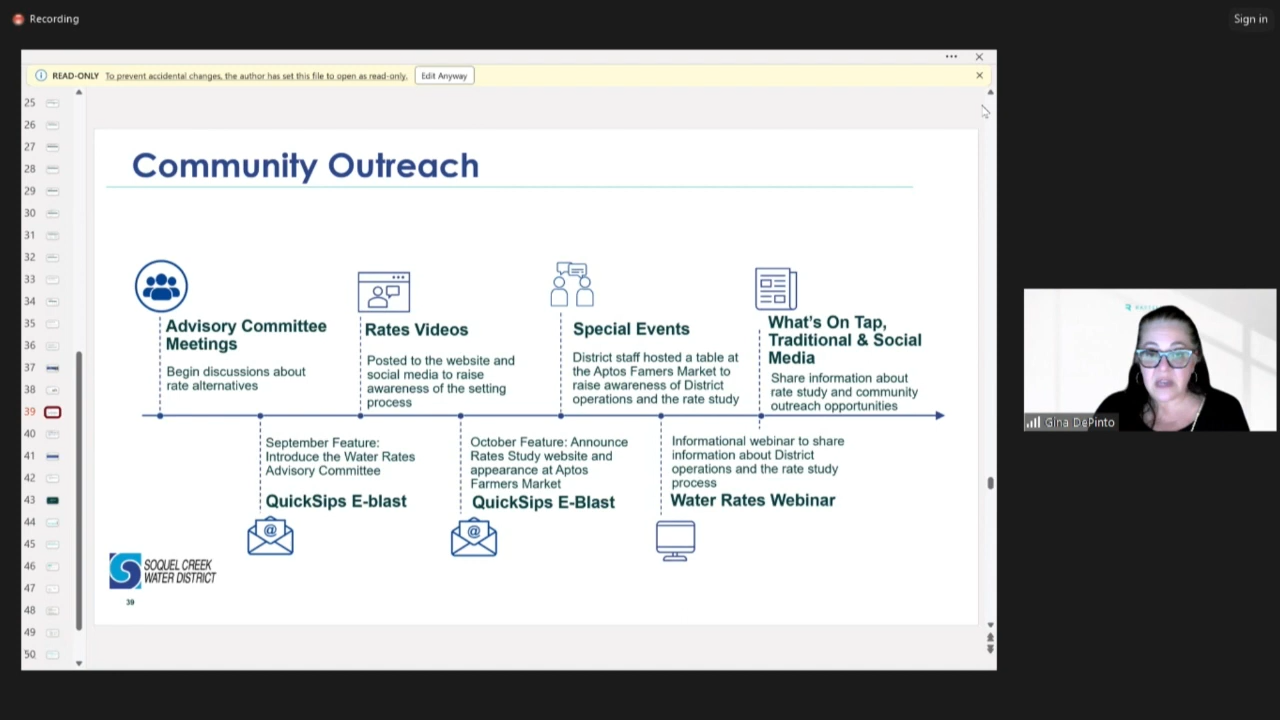 Recording
Sign in
READ-ONLY To prevent accidental changes, the author has set this file to open as read-only. Edit Anyway
25
26
27
28
29
30
31
32
33
34
35
36
37
38
39
40
41
42
43
44
45
46
47
48
49
50
Community Outreach
Advisory Committee
Meetings
Begin discussions about
rate alternatives
Rates Videos
Posted to the website and
social media to raise
awareness of the setting
process
Special Events
District staff hosted a table at
the Aptos Famers Market to
raise awareness of District
operations and the rate study
What's On Tap,
Traditional & Social
Media
Share information about
rate study and community
outreach opportunities
September Feature:
Introduce the Water Rates
Advisory Committee
QuickSips E-blast
October Feature: Announce
Rates Study website and
appearance at Aptos
Farmers Market
QuickSips E-Blast
Informational webinar to share
information about District
operations and the rate study
process
Water Rates Webinar
SOQUEL CREEK
WATER DISTRICT
39
Gina DePinto